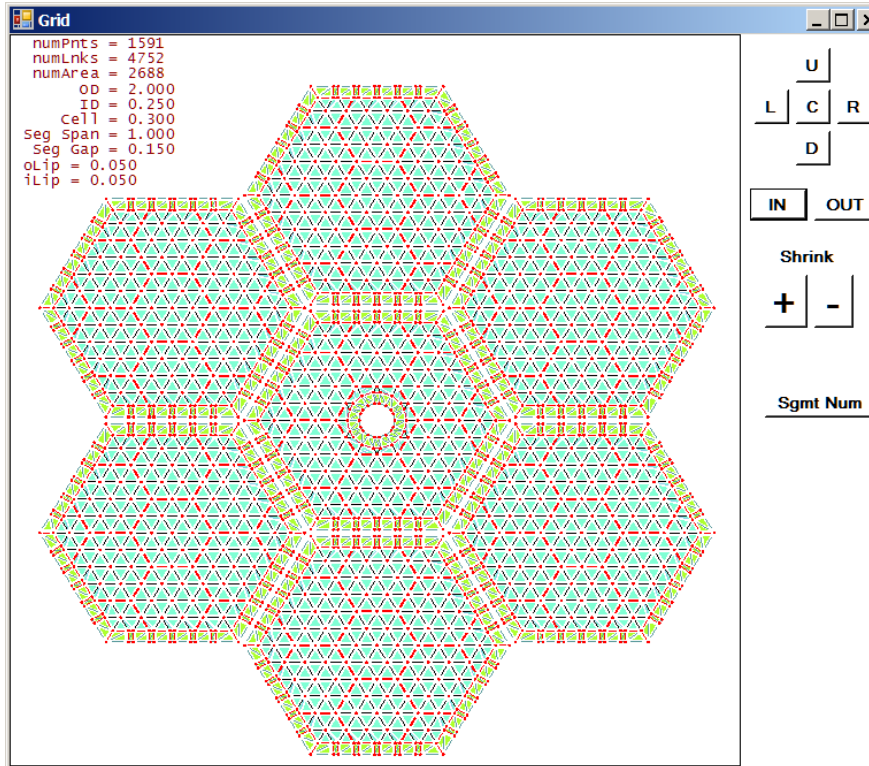 Grid
numPnts = 1591
numLnks = 4752
numArea = 2688
OD = 2.000
ID = 0.250
Cell = 0.300
Seg Span = 1.000
Seg Gap = 0.150
oLip = 0.050
iLip = 0.050
U
L C R
D
IN OUT
Shrink
+ -
Sgmt Num